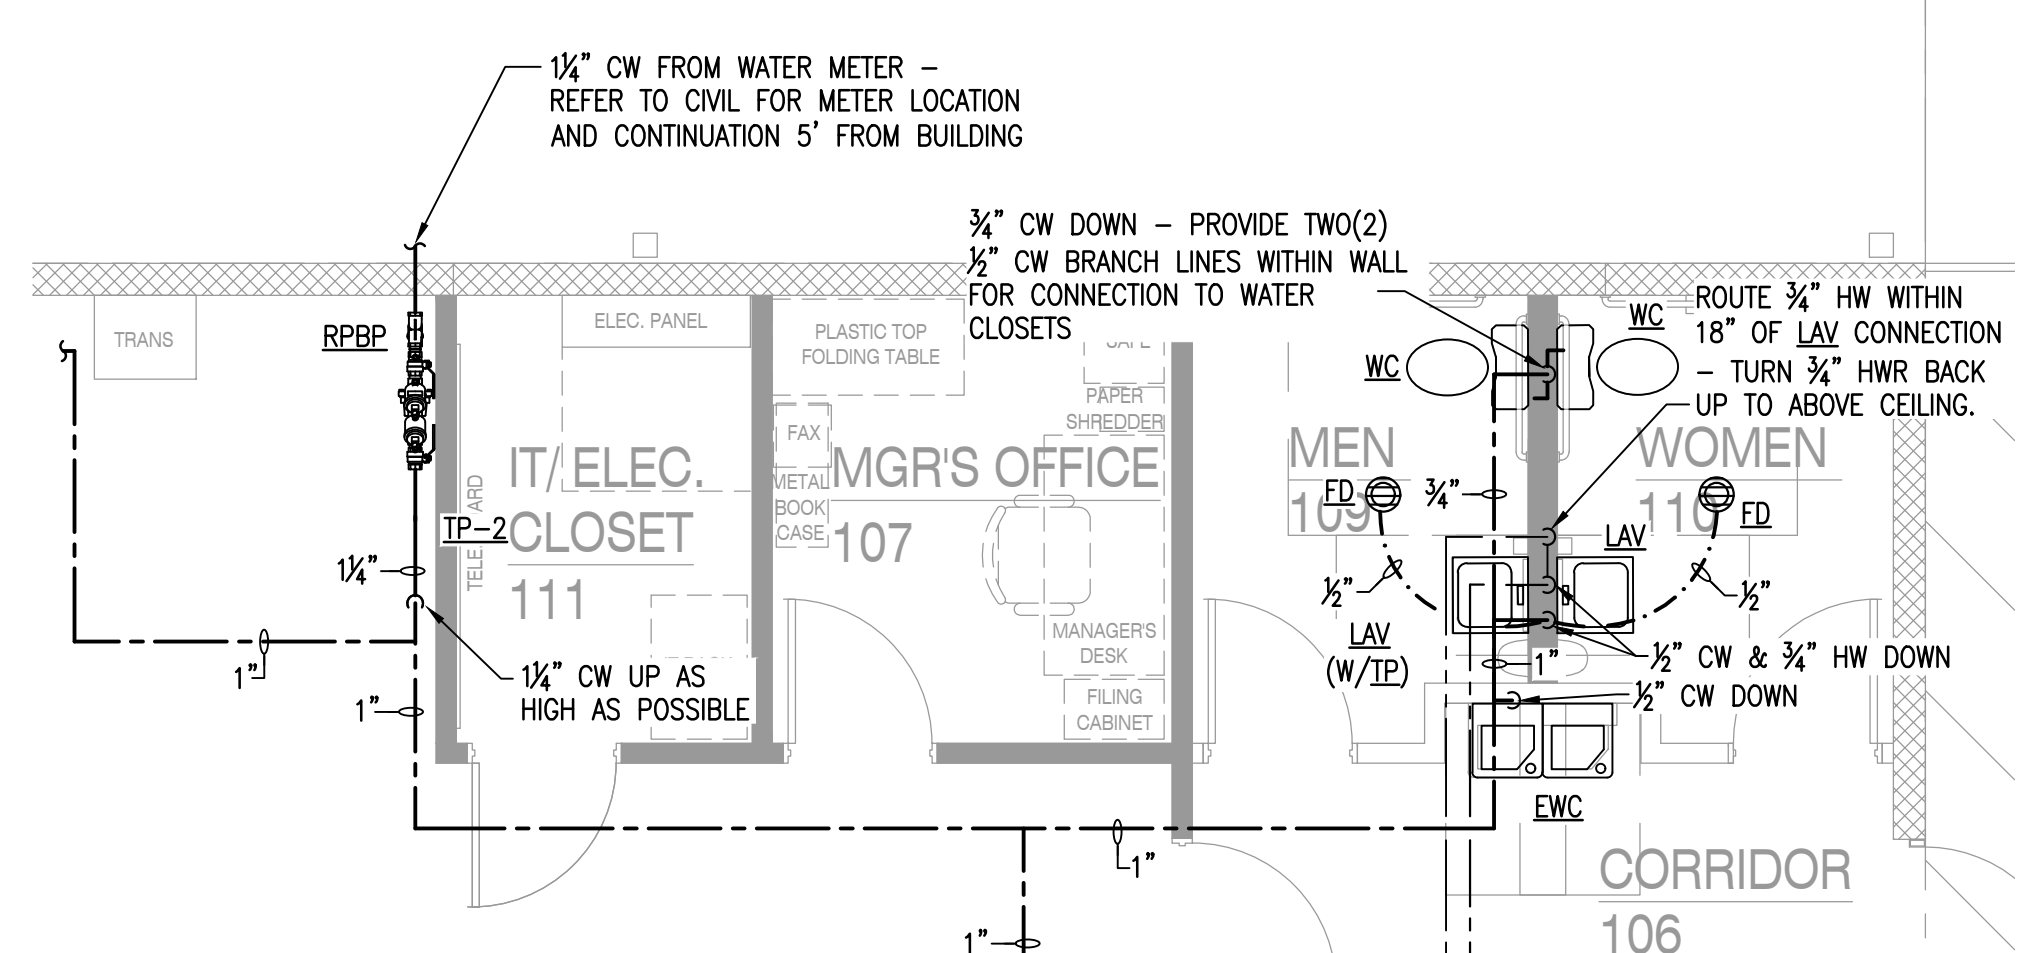 1¼" CW FROM WATER METER –
REFER TO CIVIL FOR METER LOCATION
AND CONTINUATION 5' FROM BUILDING
¾" CW DOWN – PROVIDE TWO(2)
½" CW BRANCH LINES WITHIN WALL
FOR CONNECTION TO WATER
CLOSETS
ROUTE ¾" HW WITHIN
18" OF LAV CONNECTION
– TURN ¾" HWR BACK
UP TO ABOVE CEILING.
WC
WC
TRANS
RPBP
ELEC. PANEL
PLASTIC TOP
FOLDING TABLE
SAFE
PAPER
SHREDDER
FAX
METAL
BOOK
CASE
IT/ ELEC.
CLOSET
111
MGR'S OFFICE
107
MEN
109
WOMEN
110
FD
¾"
FD
TP-2
TELE. ARD
1¼"
LAV
½"
½"
LAV
(W/TP)
MANAGER'S
DESK
FILING
CABINET
1"
½" CW & ¾" HW DOWN
½" CW DOWN
1"
1"
1¼" CW UP AS
HIGH AS POSSIBLE
EWC
1"
CORRIDOR
106
1"